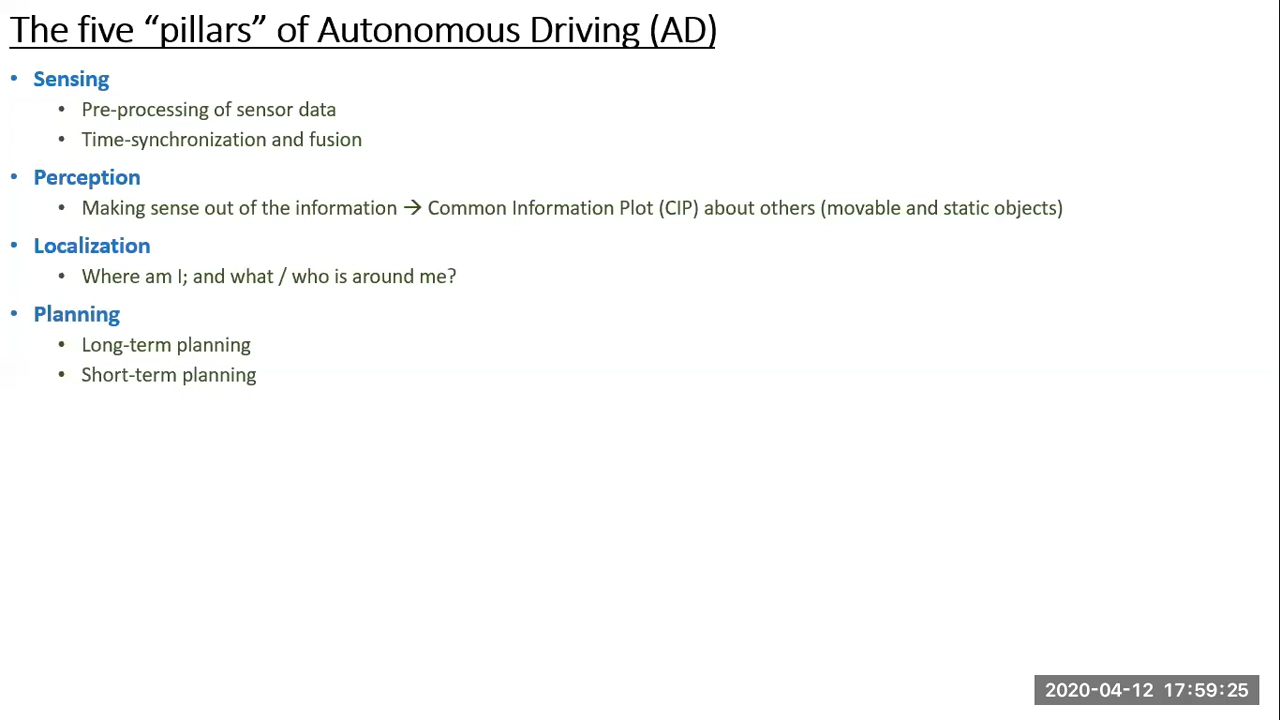 The five “pillars” of Autonomous Driving (AD)
• Sensing
• Pre-processing of sensor data
• Time-synchronization and fusion
• Perception
• Making sense out of the information → Common Information Plot (CIP) about others (movable and static objects)
• Localization
• Where am I; and what / who is around me?
• Planning
• Long-term planning
• Short-term planning
2020-04-12 17:59:25